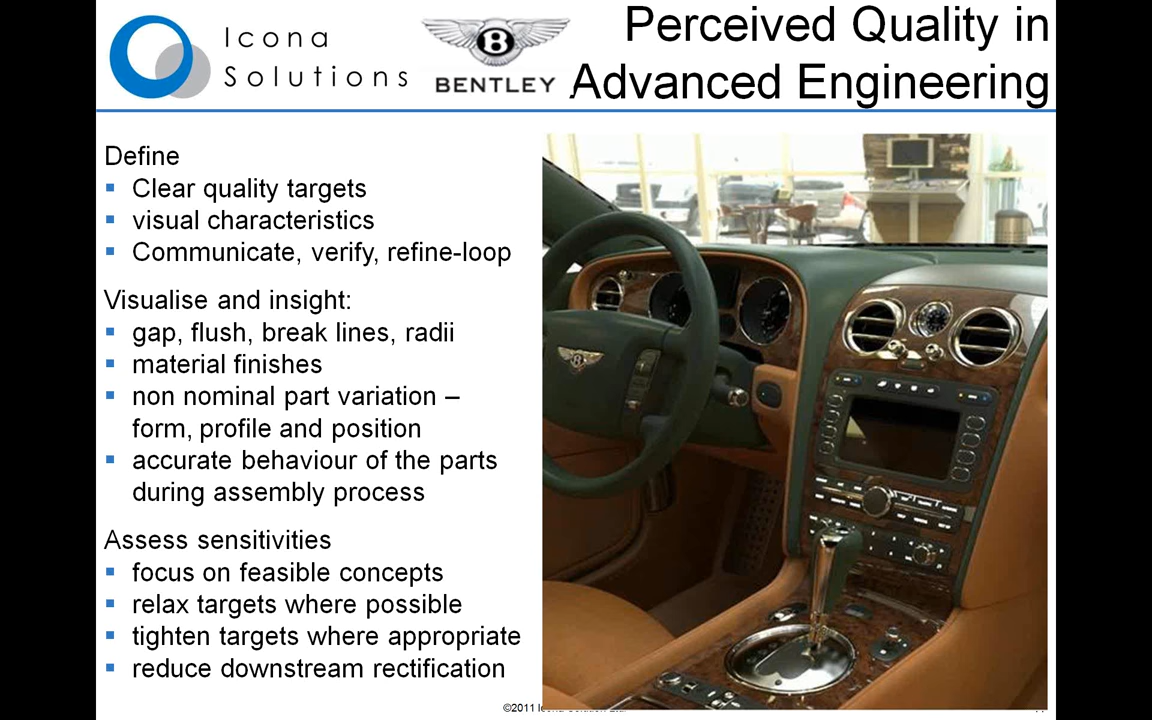 Icona
Solutions
B
BENTLEY
Perceived Quality in
Advanced Engineering
Define
▪ Clear quality targets
▪ visual characteristics
▪ Communicate, verify, refine-loop
Visualise and insight:
▪ gap, flush, break lines, radii
▪ material finishes
▪ non nominal part variation –
form, profile and position
▪ accurate behaviour of the parts
during assembly process
Assess sensitivities
▪ focus on feasible concepts
▪ relax targets where possible
▪ tighten targets where appropriate
▪ reduce downstream rectification
©2011